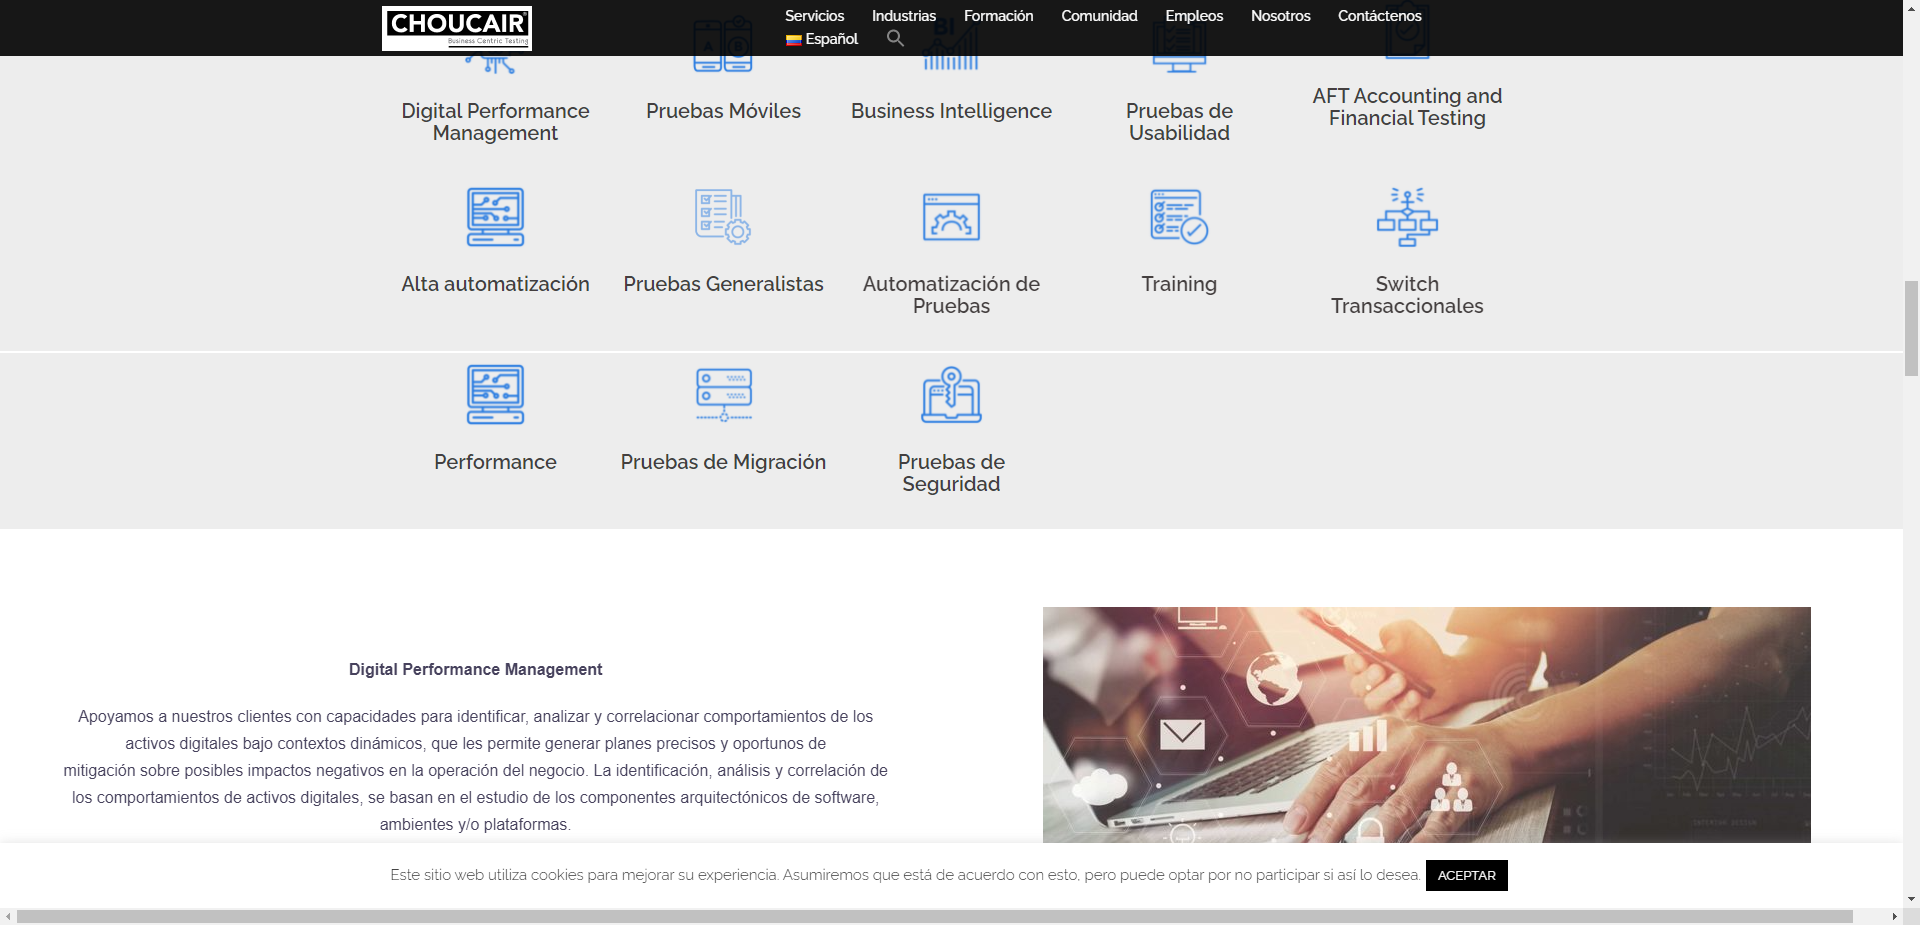 CHOUCAIR
Business Centric Testing
Servicios Industrias Formación Comunidad Empleos Nosotros Contáctenos
Español
A B
BI
Digital Performance
Management
Pruebas Móviles
Business Intelligence
Pruebas de
Usabilidad
AFT Accounting and
Financial Testing
Alta automatización
Pruebas Generalistas
Automatización de
Pruebas
Training
Switch
Transaccionales
Performance
Pruebas de Migración
Pruebas de
Seguridad
Digital Performance Management
Apoyamos a nuestros clientes con capacidades para identificar, analizar y correlacionar comportamientos de los
activos digitales bajo contextos dinámicos, que les permite generar planes precisos y oportunos de
mitigación sobre posibles impactos negativos en la operación del negocio. La identificación, análisis y correlación de
los comportamientos de activos digitales, se basan en el estudio de los componentes arquitectónicos de software,
ambientes y/o plataformas.
Este sitio web utiliza cookies para mejorar su experiencia. Asumiremos que está de acuerdo con esto, pero puede optar por no participar si así lo desea. ACEPTAR